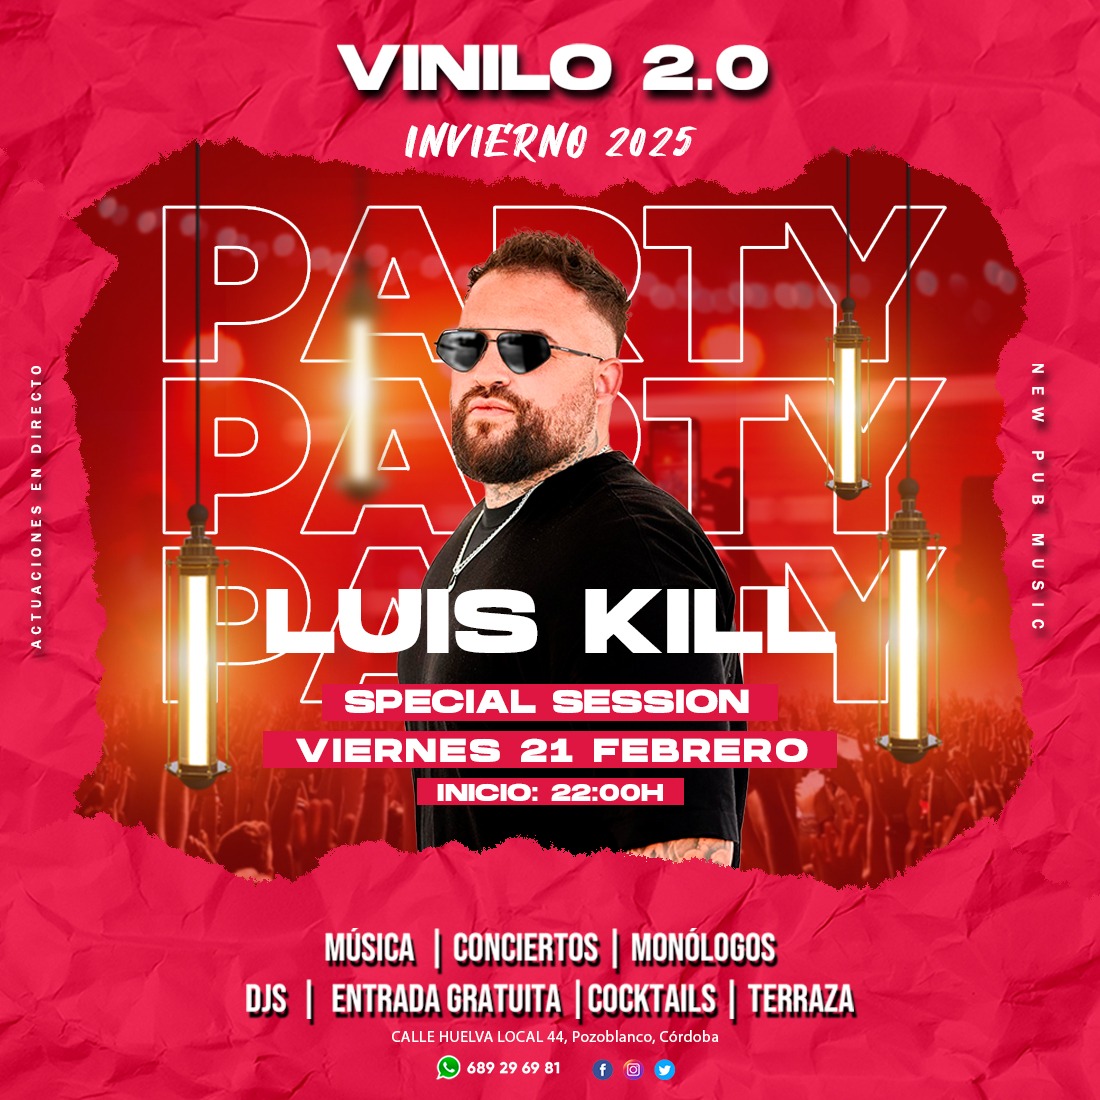 VINILO 2.0
INVIERNO 2025
PARTY
PARTY
PARTY
ACTUACIONES EN DIRECTO
NEW PUB MUSIC
LUIS KILL
SPECIAL SESSION
VIERNES 21 FEBRERO
INICIO: 22:00H
MÚSICA | CONCIERTOS | MONÓLOGOS
DJS | ENTRADA GRATUITA | COCKTAILS | TERRAZA
CALLE HUELVA LOCAL 44, Pozoblanco, Córdoba
689 29 69 81